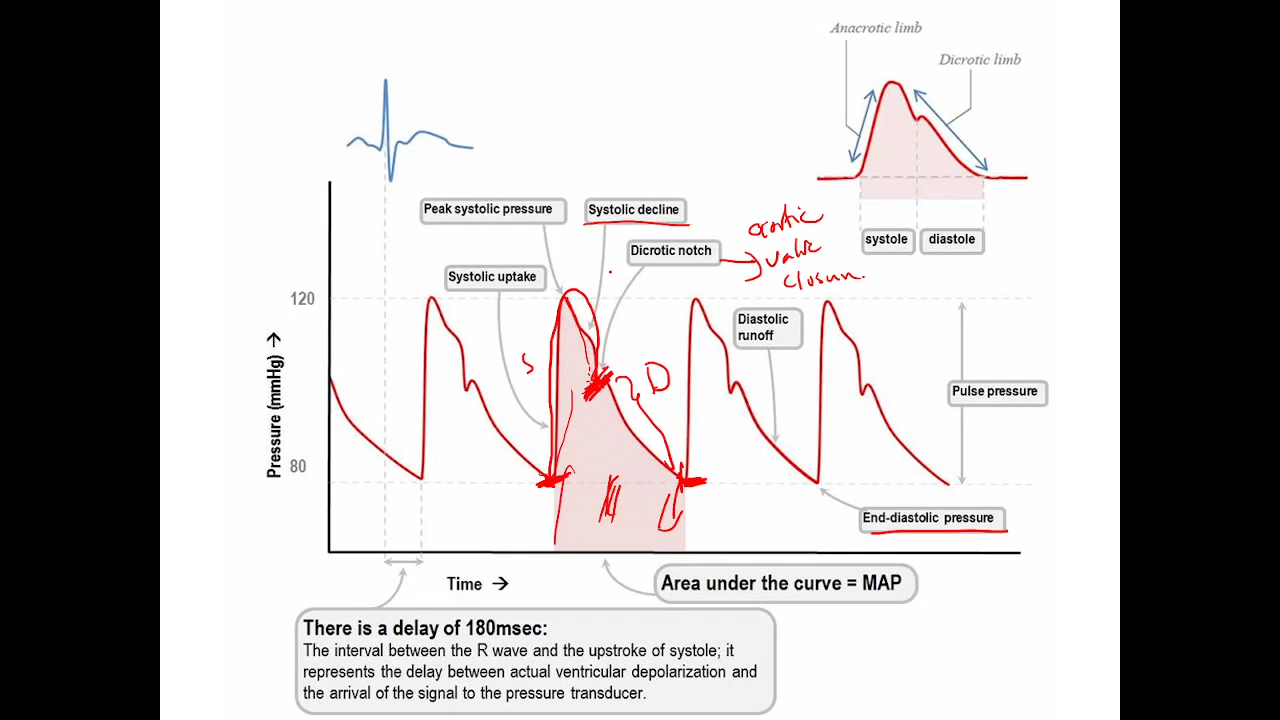 Anacrotic limb
Dicrotic limb
Peak systolic pressure
Systolic decline
Dicrotic notch
aortic
valve
closure.
systole
diastole
Systolic uptake
120
Diastolic
runoff
S
D
Pulse pressure
Pressure (mmHg) →
80
End-diastolic pressure
Time →
Area under the curve = MAP
There is a delay of 180msec:
The interval between the R wave and the upstroke of systole; it
represents the delay between actual ventricular depolarization and
the arrival of the signal to the pressure transducer.